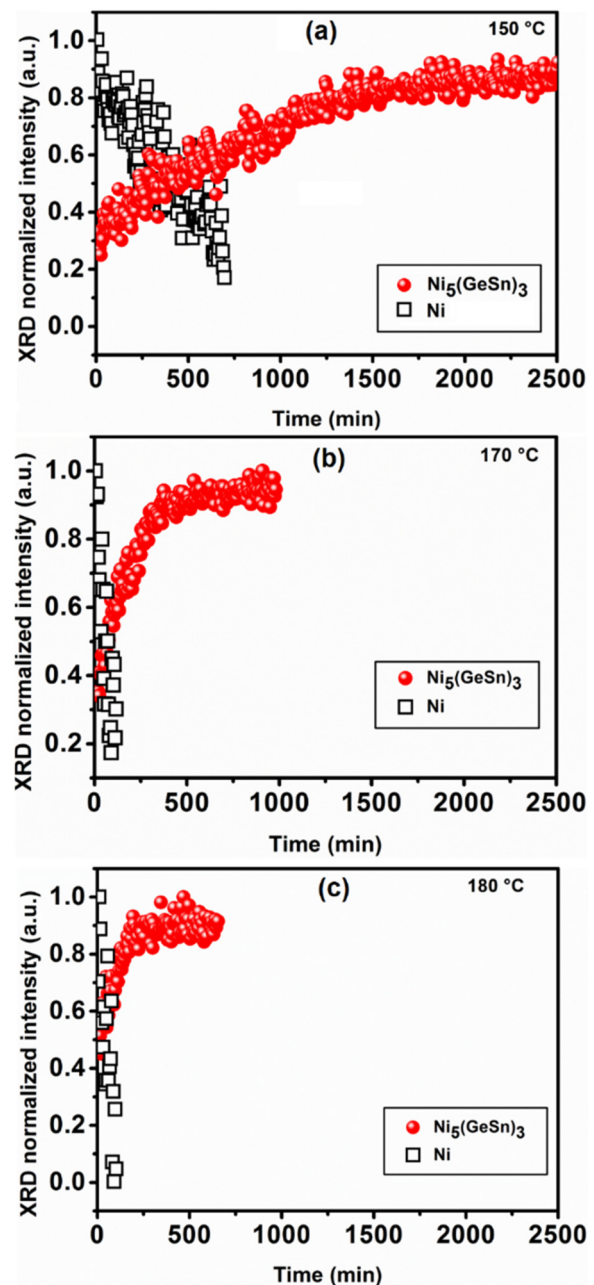 (a)
150 °C
XRD normalized intensity (a.u.)
1.0
0.8
0.6
0.4
0.2
0.0
Ni5(GeSn)3
Ni
0 500 1000 1500 2000 2500
Time (min)
(b)
170 °C
XRD normalized intensity (a.u.)
1.0
0.8
0.6
0.4
0.2
Ni5(GeSn)3
Ni
0 500 1000 1500 2000 2500
Time (min)
(c)
180 °C
XRD normalized intensity (a.u.)
1.0
0.8
0.6
0.4
0.2
0.0
Ni5(GeSn)3
Ni
0 500 1000 1500 2000 2500
Time (min)